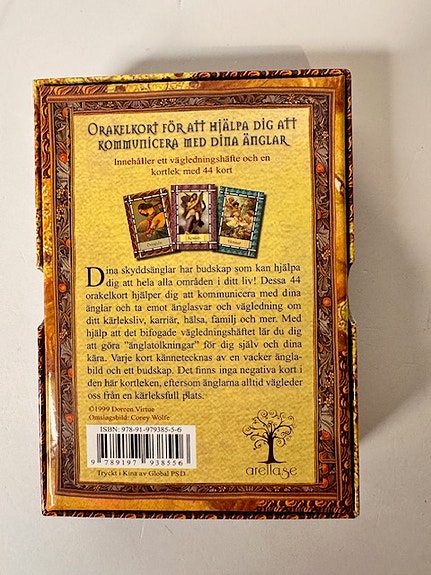 ORAKELKORT FÖR ATT HJÄLPA DIG ATT
KOMMUNICERA MED DINA ÄNGLAR
Innehåller ett vägledningshäfte och en
kortlek med 44 kort
Dina skyddsänglar har budskap som kan hjälpa
dig att hela alla områden i ditt liv! Dessa 44
orakelkort hjälper dig att kommunicera med dina
änglar och ta emot änglasvar och vägledning om
ditt kärleksliv, karriär, hälsa, familj och mer. Med
hjälp med det bifogade vägledningshäftet lär du dig
att göra "änglatolkningar" för dig själv och dina
kära. Varje kort kännetecknas av en vacker ängla-
bild och ett budskap. Det finns inga negativa kort i
den här kortleken, eftersom änglarna alltid vägleder
oss från en kärleksfull plats.
©1999 Doreen Virtue
Omslagsbild: Corey Wolfe
ISBN: 978-91-979385-5-6
9 789197 938556
Tryckt i Kina av Global P.S.D.
arella.se